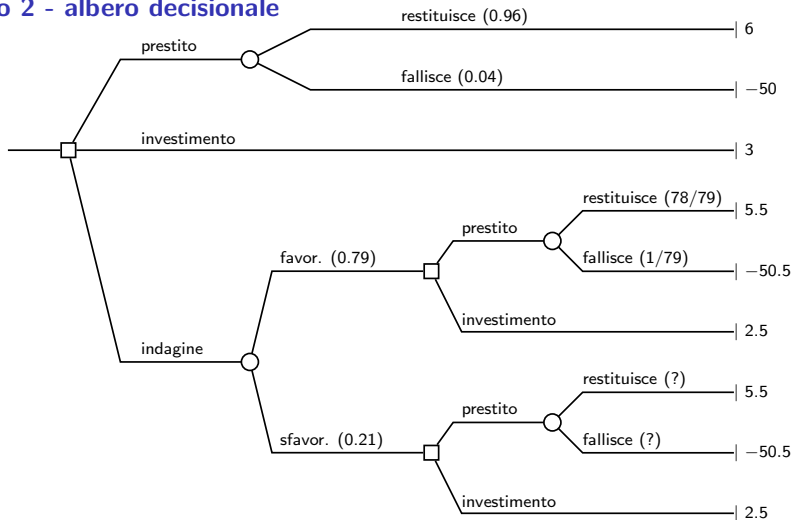 o 2 - albero decisionale
restituisce (0.96)
6
prestito
fallisce (0.04)
−50
investimento
3
restituisce (78/79)
5.5
prestito
favor. (0.79)
fallisce (1/79)
−50.5
investimento
2.5
indagine
restituisce (?)
5.5
prestito
sfavor. (0.21)
fallisce (?)
−50.5
investimento
2.5